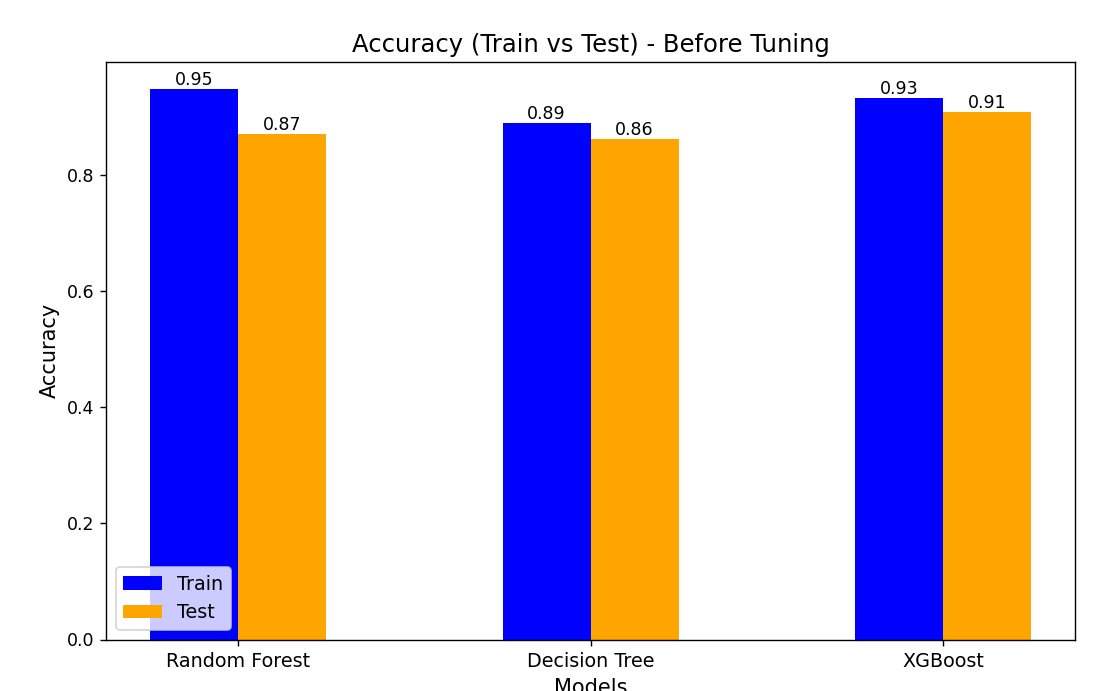 Accuracy (Train vs Test) - Before Tuning
0.95
0.87
0.89
0.86
0.93
0.91
Accuracy
0.8
0.6
0.4
0.2
0.0
Train
Test
Random Forest
Decision Tree
XGBoost
Models